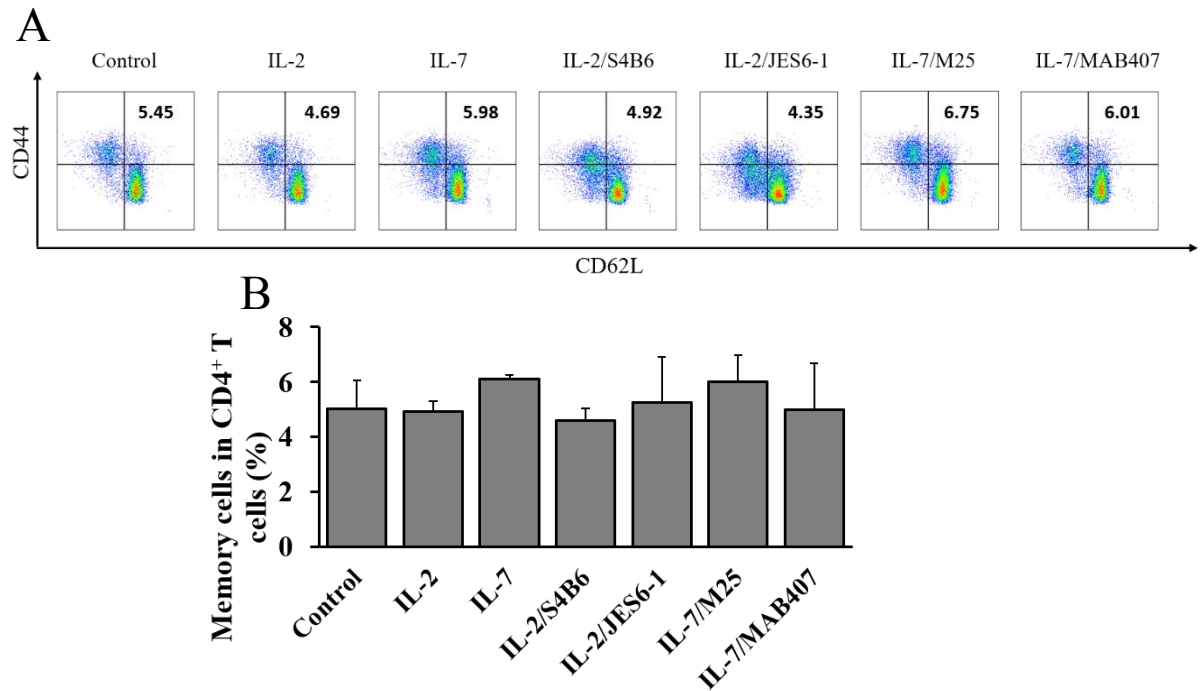 A
Control IL-2 IL-7 IL-2/S4B6 IL-2/JES6-1 IL-7/M25 IL-7/MAB407
CD44
5.45 4.69 5.98 4.92 4.35 6.75 6.01
CD62L
B
Memory cells in CD4⁺ T
cells (%)
8
6
4
2
0
Control IL-2 IL-7 IL-2/S4B6 IL-2/JES6-1 IL-7/M25 IL-7/MAB407